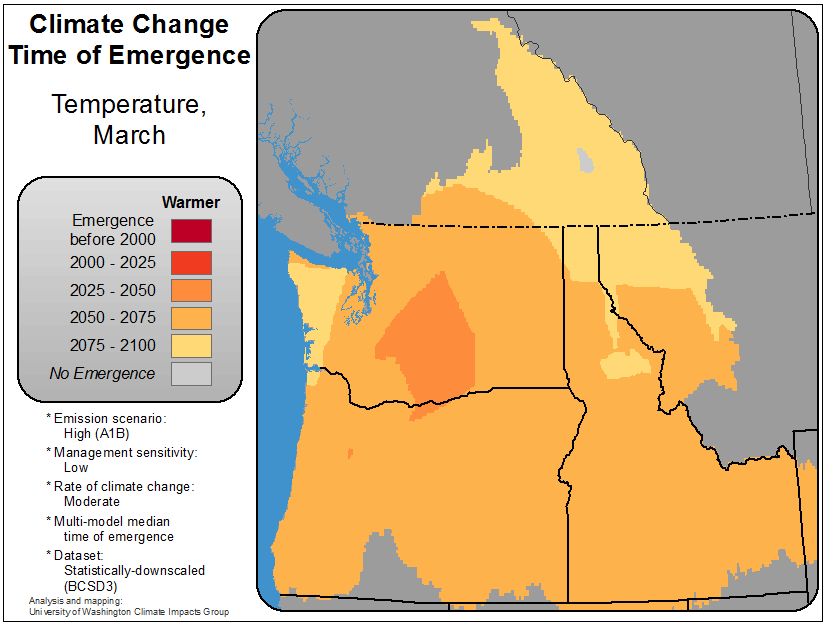 Climate Change
Time of Emergence
Temperature,
March
Warmer
Emergence
before 2000
2000 - 2025
2025 - 2050
2050 - 2075
2075 - 2100
No Emergence
* Emission scenario:
High (A1B)
* Management sensitivity:
Low
* Rate of climate change:
Moderate
* Multi-model median
time of emergence
* Dataset:
Statistically-downscaled
(BCSD3)
Analysis and mapping:
University of Washington Climate Impacts Group